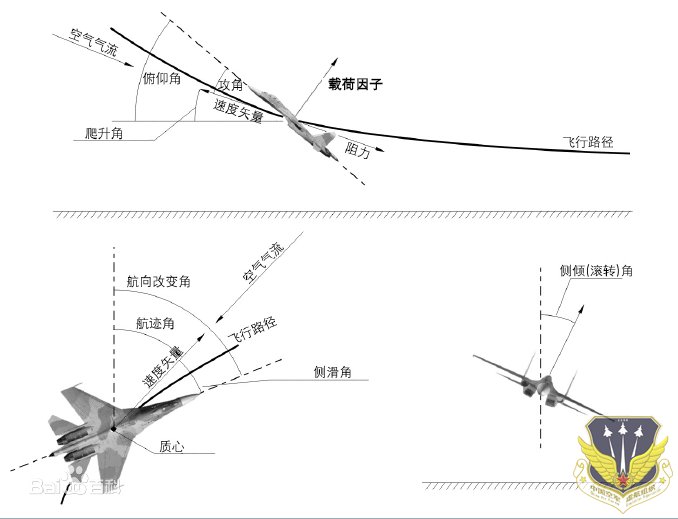 空气气流
俯仰角
攻角
载荷因子
速度矢量
爬升角
阻力
飞行路径
航向改变角
空气气流
航迹角
飞行路径
速度矢量
侧滑角
质心
侧倾(滚转)角
Bai百科